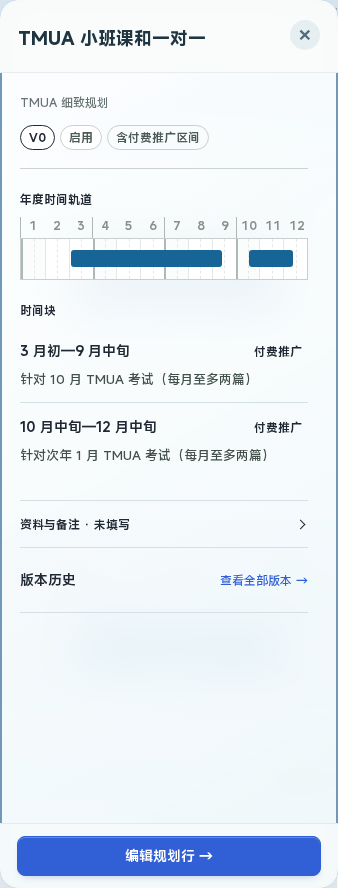 TMUA 小班课和一对一
TMUA 细致规划
V0 启用 含付费推广区间
年度时间轨道
1 2 3 4 5 6 7 8 9 10 11 12
时间块
3 月初—9 月中旬 付费推广
针对 10 月 TMUA 考试（每月至多两篇）
10 月中旬—12 月中旬 付费推广
针对次年 1 月 TMUA 考试（每月至多两篇）
资料与备注 · 未填写
版本历史 查看全部版本 →
编辑规划行 →